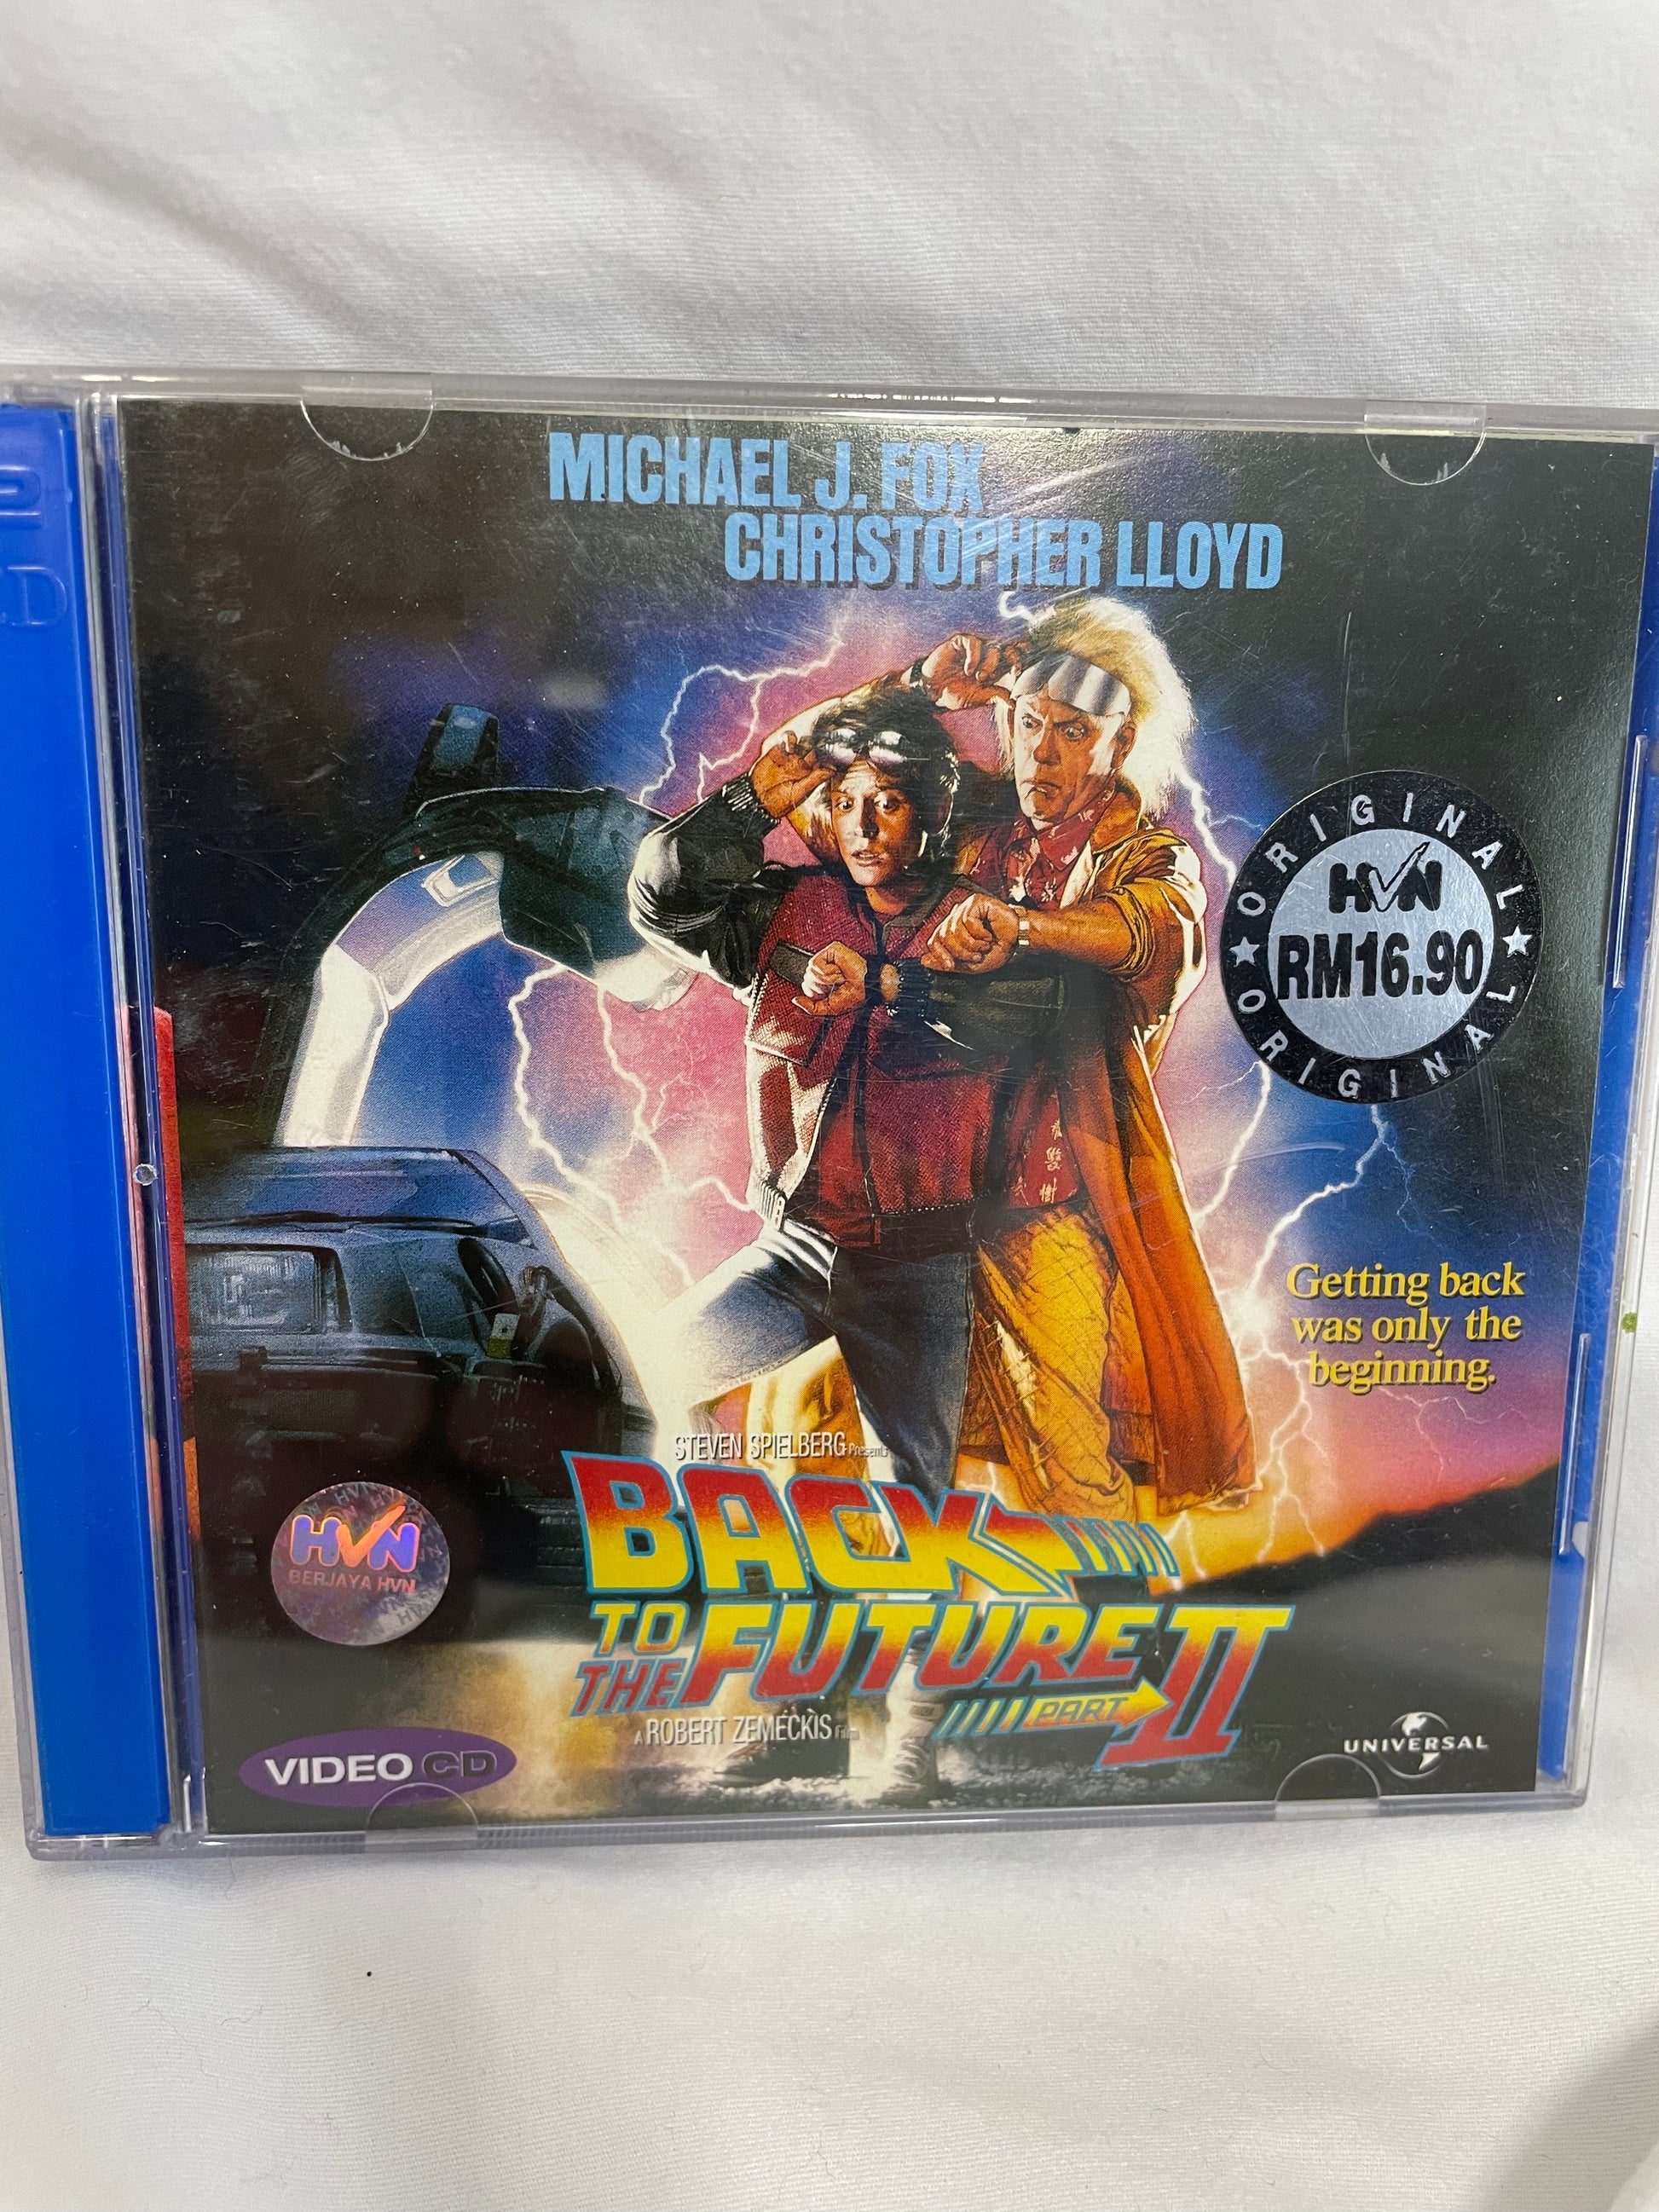 MICHAEL J. FOX
CHRISTOPHER LLOYD
ORIGINAL
HVN
RM16.90
ORIGINAL
Getting back
was only the
beginning.
STEVEN SPIELBERG Presents
BACK
TO THE FUTURE
PART II
A ROBERT ZEMECKIS Film
HVN
BERJAYA HVN
VIDEO CD
UNIVERSAL